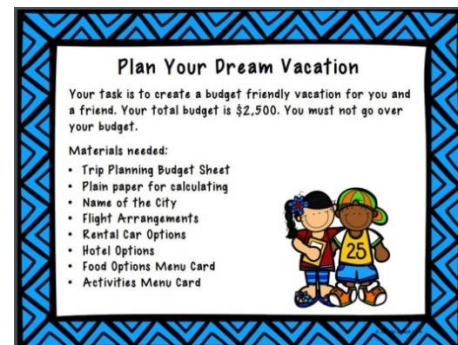 Plan Your Dream Vacation
Your task is to create a budget friendly vacation for you and
a friend. Your total budget is $2,500. You must not go over
your budget.
Materials needed:
• Trip Planning Budget Sheet
• Plain paper for calculating
• Name of the City
• Flight Arrangements
• Rental Car Options
• Hotel Options
• Food Options Menu Card
• Activities Menu Card
25